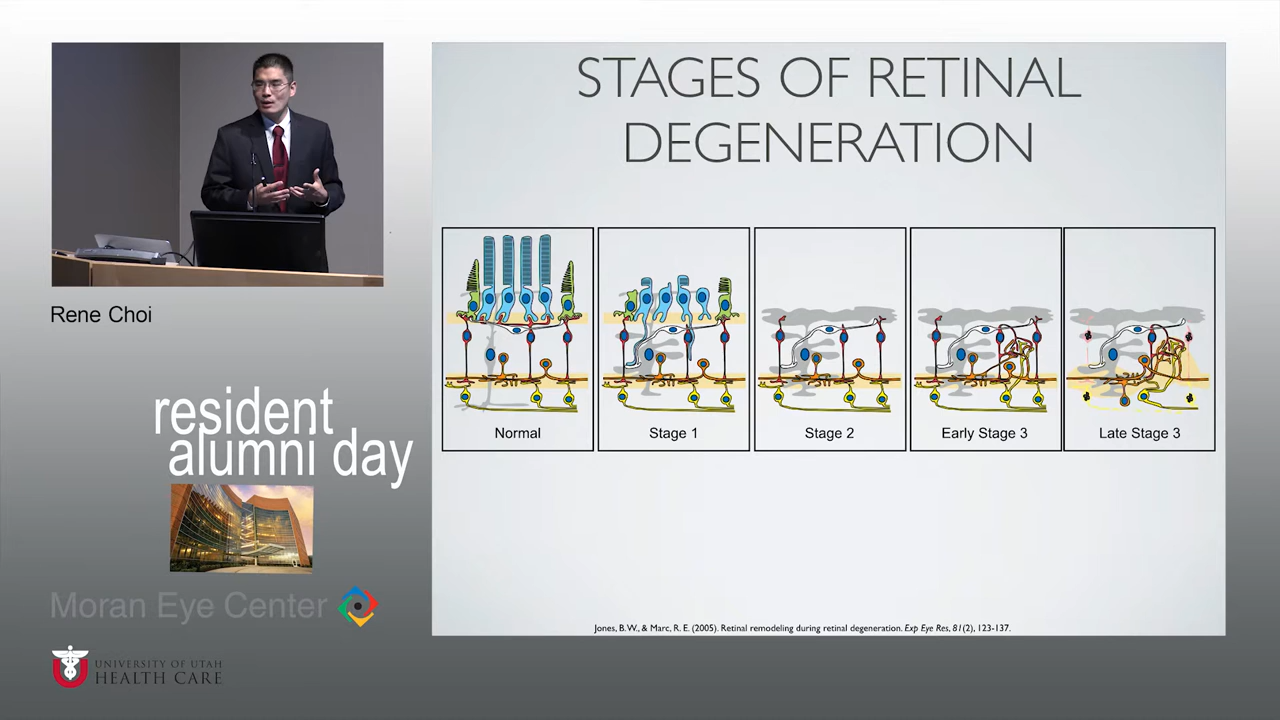 STAGES OF RETINAL
DEGENERATION
Rene Choi
resident
alumni day
Moran Eye Center
UNIVERSITY OF UTAH
HEALTH CARE
Normal
Stage 1
Stage 2
Early Stage 3
Late Stage 3
Jones, B.W., & Marc, R. E. (2005). Retinal remodeling during retinal degeneration. Exp Eye Res, 81(2), 123-137.